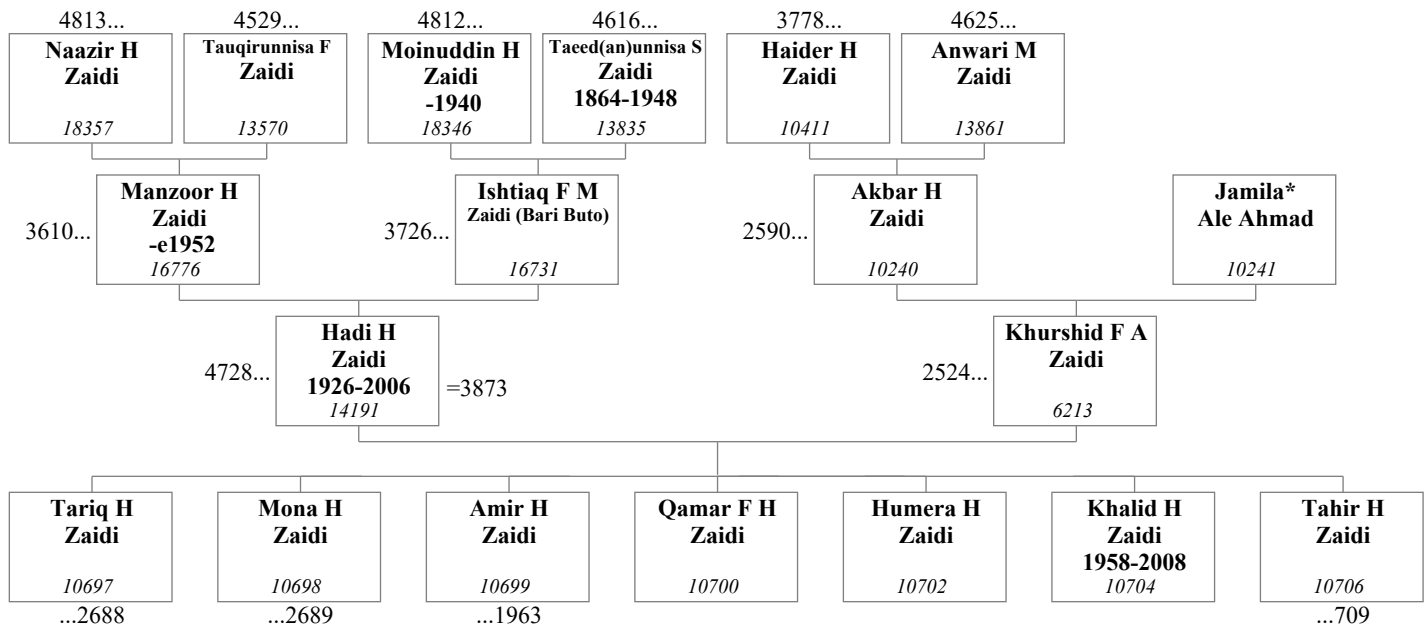 4813...
4529...
4812...
4616...
3778...
4625...
Naazir H
Zaidi
18357
Tauqirunnisa F
Zaidi
13570
Moinuddin H
Zaidi
-1940
18346
Taeed(an)unnisa S
Zaidi
1864-1948
13835
Haider H
Zaidi
10411
Anwari M
Zaidi
13861
3610...
Manzoor H
Zaidi
-e1952
16776
3726...
Ishtiaq F M
Zaidi (Bari Buto)
16731
2590...
Akbar H
Zaidi
10240
Jamila*
Ale Ahmad
10241
4728...
Hadi H
Zaidi
1926-2006
14191
=3873
2524...
Khurshid F A
Zaidi
6213
Tariq H
Zaidi
10697
...2688
Mona H
Zaidi
10698
...2689
Amir H
Zaidi
10699
...1963
Qamar F H
Zaidi
10700
Humera H
Zaidi
10702
Khalid H
Zaidi
1958-2008
10704
Tahir H
Zaidi
10706
...709